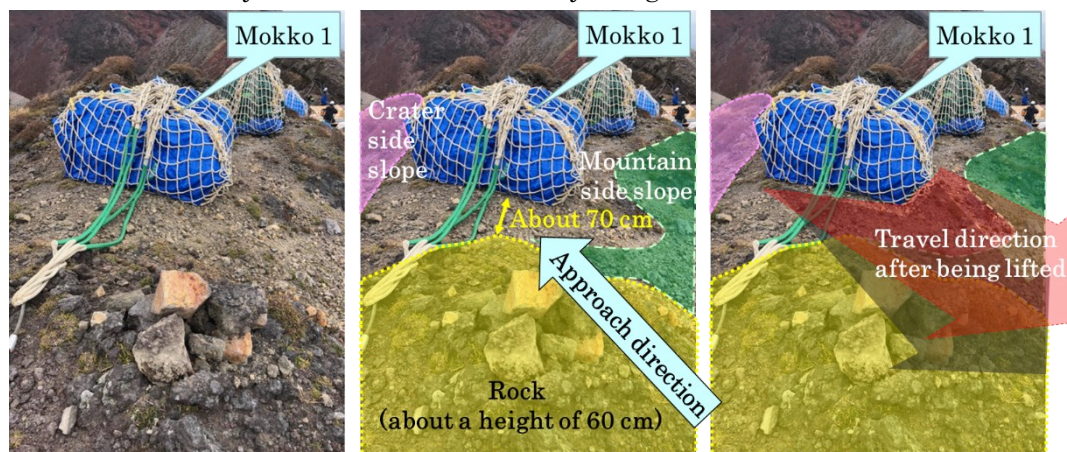 Mokko 1
Mokko 1
Mokko 1
Crater
side
slope
Mountain
side slope
About 70 cm
Approach direction
Rock
(about a height of 60 cm)
Travel direction
after being lifted